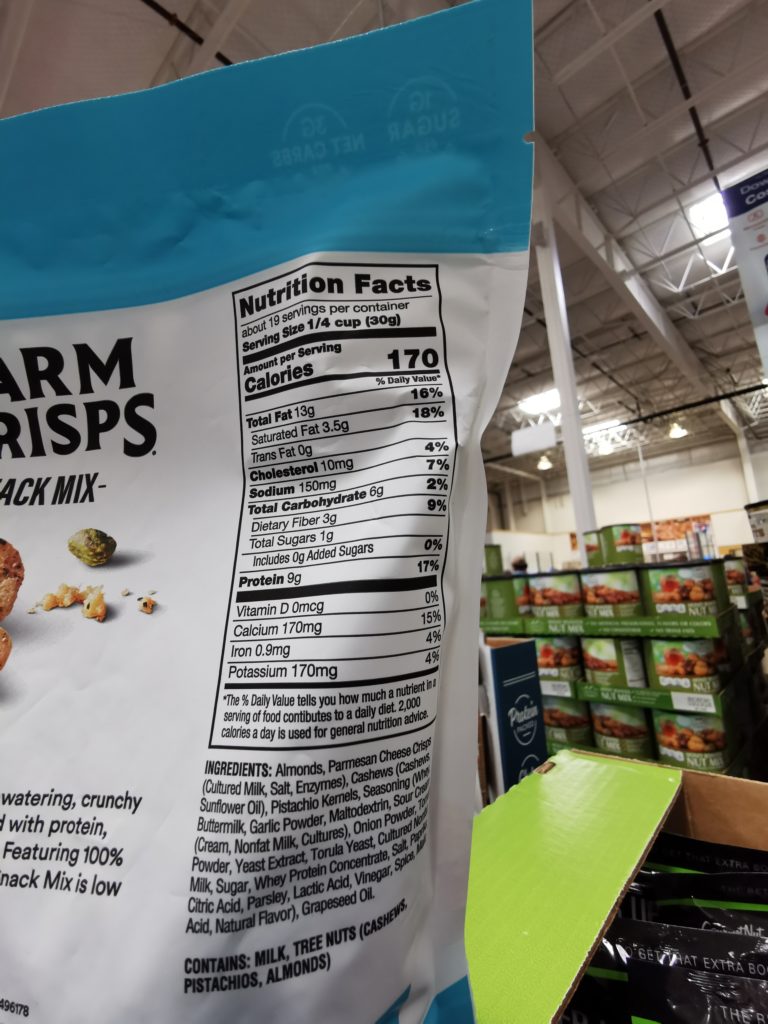 1G
SUGAR
3G
NET CARBS
ARM
RISPS.
ACK MIX-
Nutrition Facts
about 19 servings per container
Serving Size 1/4 cup (30g)
Amount per Serving
Calories 170
% Daily Value*
Total Fat 13g 16%
Saturated Fat 3.5g 18%
Trans Fat 0g
Cholesterol 10mg 4%
Sodium 150mg 7%
Total Carbohydrate 6g 2%
Dietary Fiber 3g 9%
Total Sugars 1g
Includes 0g Added Sugars 0%
Protein 9g 17%
Vitamin D 0mcg 0%
Calcium 170mg 15%
Iron 0.9mg 4%
Potassium 170mg 4%
*The % Daily Value tells you how much a nutrient in a
serving of food contibutes to a daily diet. 2,000
calories a day is used for general nutrition advice.
INGREDIENTS: Almonds, Parmesan Cheese Crisps
(Cultured Milk, Salt, Enzymes), Cashews (Cashews,
Sunflower Oil), Pistachio Kernels, Seasoning (Whey,
Buttermilk, Garlic Powder, Maltodextrin, Sour Cream
(Cream, Nonfat Milk, Cultures), Onion Powder,
Powder, Yeast Extract, Torula Yeast, Cultured Nonfat
Milk, Sugar, Whey Protein Concentrate, Salt,
Citric Acid, Parsley, Lactic Acid, Vinegar, Spice,
Acid, Natural Flavor), Grapeseed Oil.
CONTAINS: MILK, TREE NUTS (CASHEWS,
PISTACHIOS, ALMONDS)
watering, crunchy
d with protein,
Featuring 100%
nack Mix is low
496178
Protein
NUT MIX
GET THAT EXTRA BO
THE B